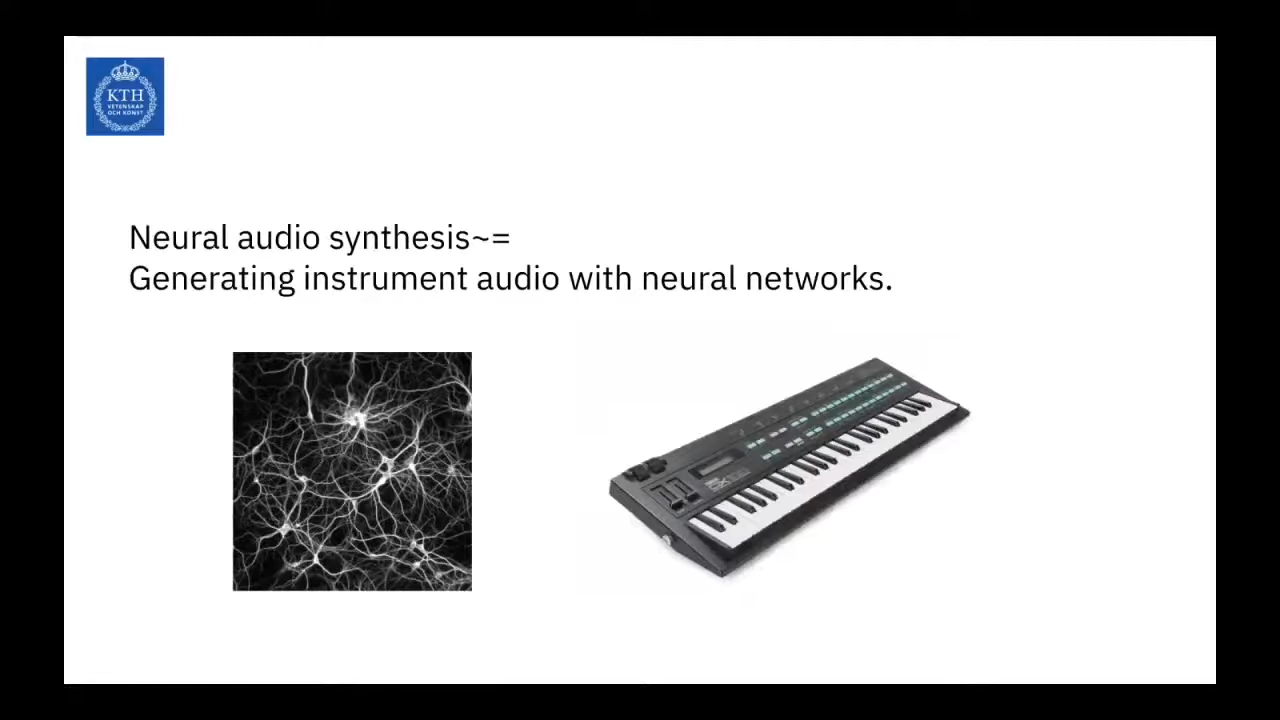 KTH
VETENSKAP
OCH KONST
Neural audio synthesis~=
Generating instrument audio with neural networks.